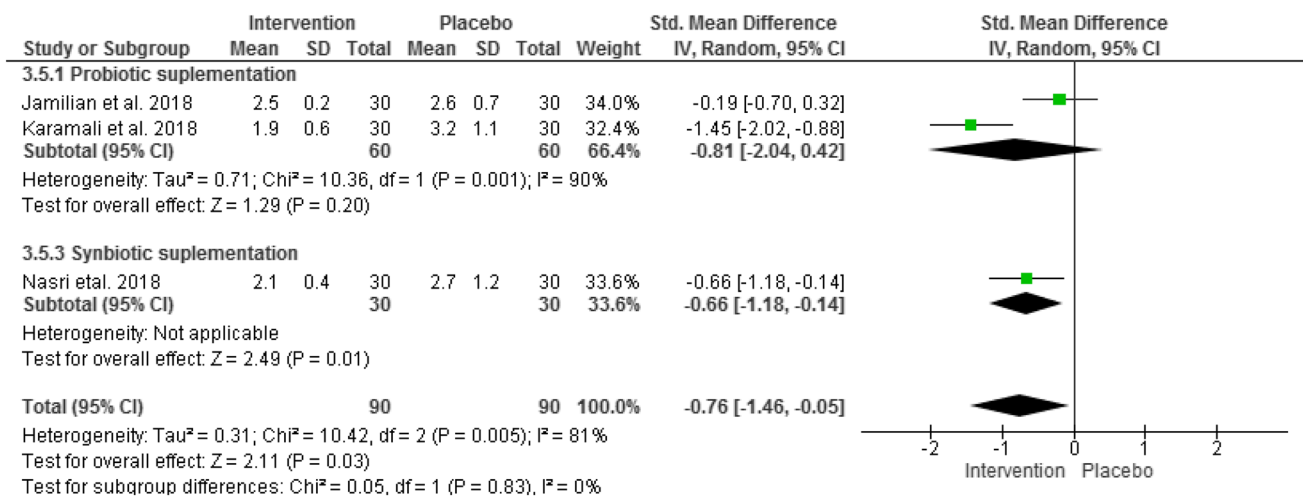 Intervention Placebo Std. Mean Difference Std. Mean Difference
Study or Subgroup Mean SD Total Mean SD Total Weight IV, Random, 95% CI IV, Random, 95% CI
3.5.1 Probiotic suplementation
Jamilian et al. 2018 2.5 0.2 30 2.6 0.7 30 34.0% -0.19 [-0.70, 0.32]
Karamali et al. 2018 1.9 0.6 30 3.2 1.1 30 32.4% -1.45 [-2.02, -0.88]
Subtotal (95% CI) 60 60 66.4% -0.81 [-2.04, 0.42]
Heterogeneity: Tau² = 0.71; Chi² = 10.36, df = 1 (P = 0.001); I² = 90%
Test for overall effect: Z = 1.29 (P = 0.20)
3.5.3 Synbiotic suplementation
Nasri etal. 2018 2.1 0.4 30 2.7 1.2 30 33.6% -0.66 [-1.18, -0.14]
Subtotal (95% CI) 30 30 33.6% -0.66 [-1.18, -0.14]
Heterogeneity: Not applicable
Test for overall effect: Z = 2.49 (P = 0.01)
Total (95% CI) 90 90 100.0% -0.76 [-1.46, -0.05]
Heterogeneity: Tau² = 0.31; Chi² = 10.42, df = 2 (P = 0.005); I² = 81%
Test for overall effect: Z = 2.11 (P = 0.03)
Test for subgroup differences: Chi² = 0.05, df = 1 (P = 0.83), I² = 0%
-2 -1 0 1 2
Intervention Placebo